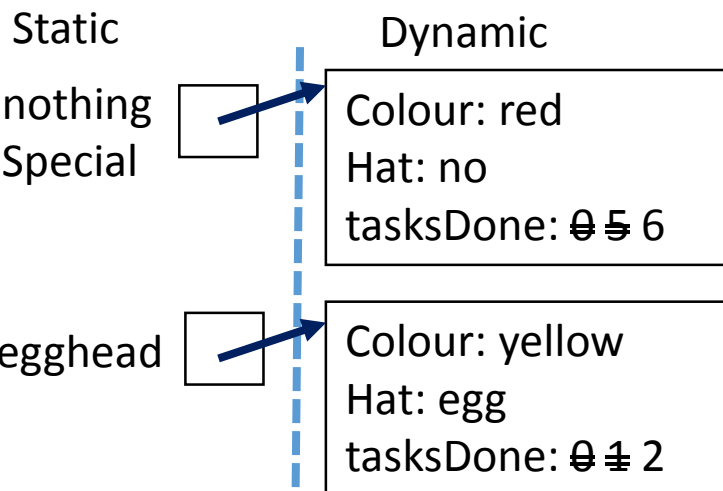 Static
Dynamic
nothing
Special
Colour: red
Hat: no
tasksDone: 0 5 6
egghead
Colour: yellow
Hat: egg
tasksDone: 0 1 2